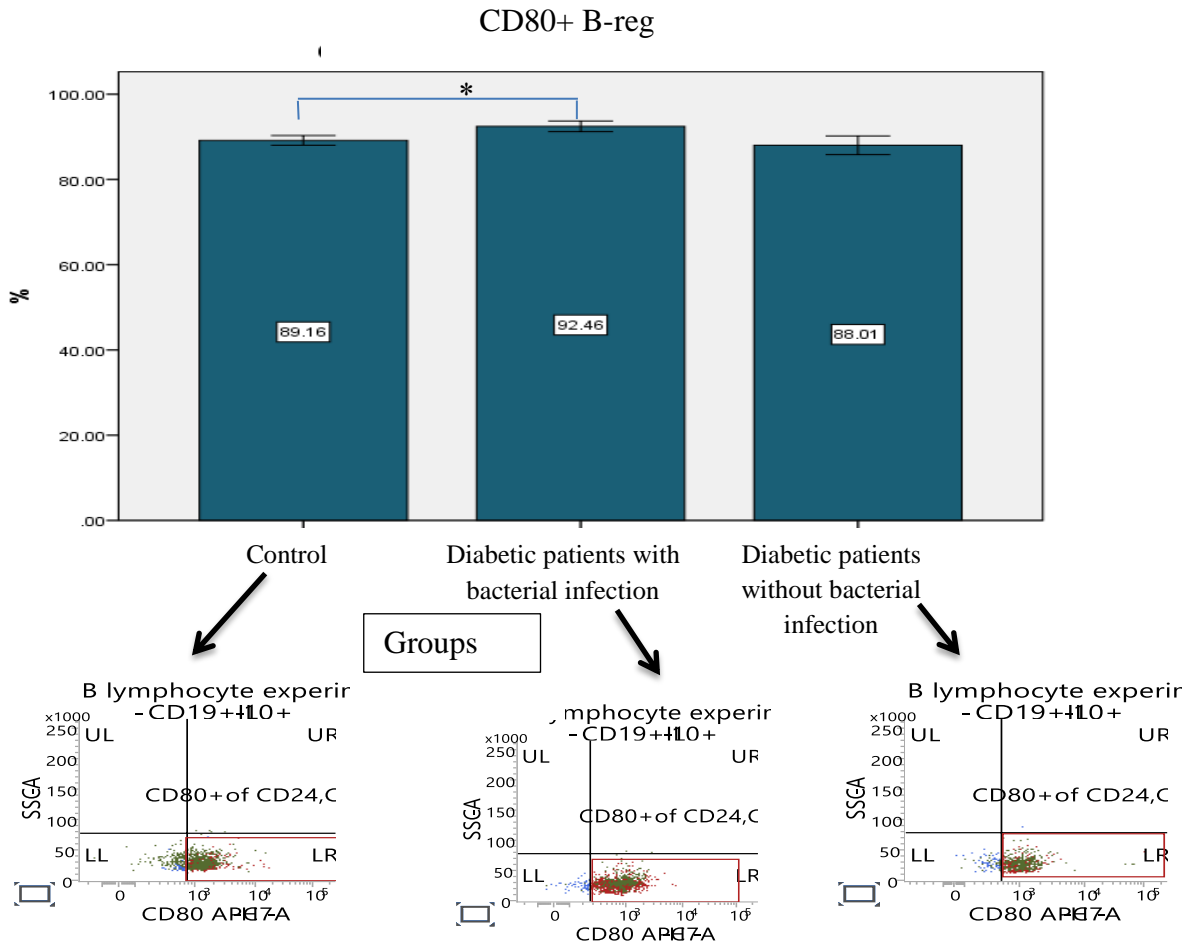 CD80+ B-reg
*
100.00
80.00
60.00
40.00
20.00
.00
%
89.16
92.46
88.01
Control
Diabetic patients with
bacterial infection
Diabetic patients
without bacterial
infection
Groups
B lymphocyte experir
-CD19+IL10+
x1000
250
200
150
100
50
0
SSC-A
UL
UR
CD80+of CD24,C
LL
LR
0
10³
10⁴
10⁵
CD80 APC-H7-A
mphocyte experir
-CD19+IL10+
x1000
250
200
150
100
50
0
SSC-A
UL
UR
CD80+of CD24,C
LL
LR
0
10³
10⁴
10⁵
CD80 APC-H7-A
B lymphocyte experir
-CD19+IL10+
x1000
250
200
150
100
50
0
SSC-A
UL
UR
CD80+of CD24,C
LL
LR
0
10³
10⁴
10⁵
CD80 APC-H7-A